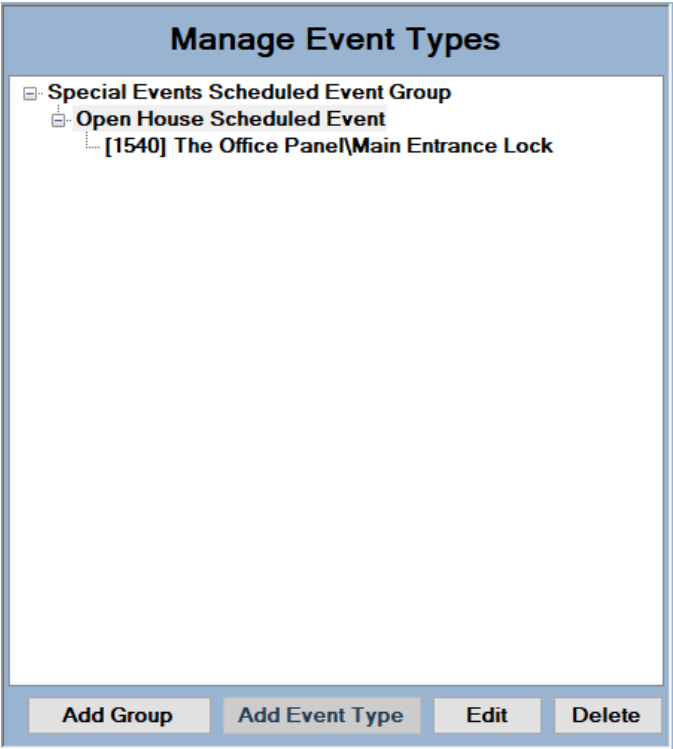 Manage Event Types
Special Events Scheduled Event Group
Open House Scheduled Event
[1540] The Office Panel\Main Entrance Lock
Add Group Add Event Type Edit Delete